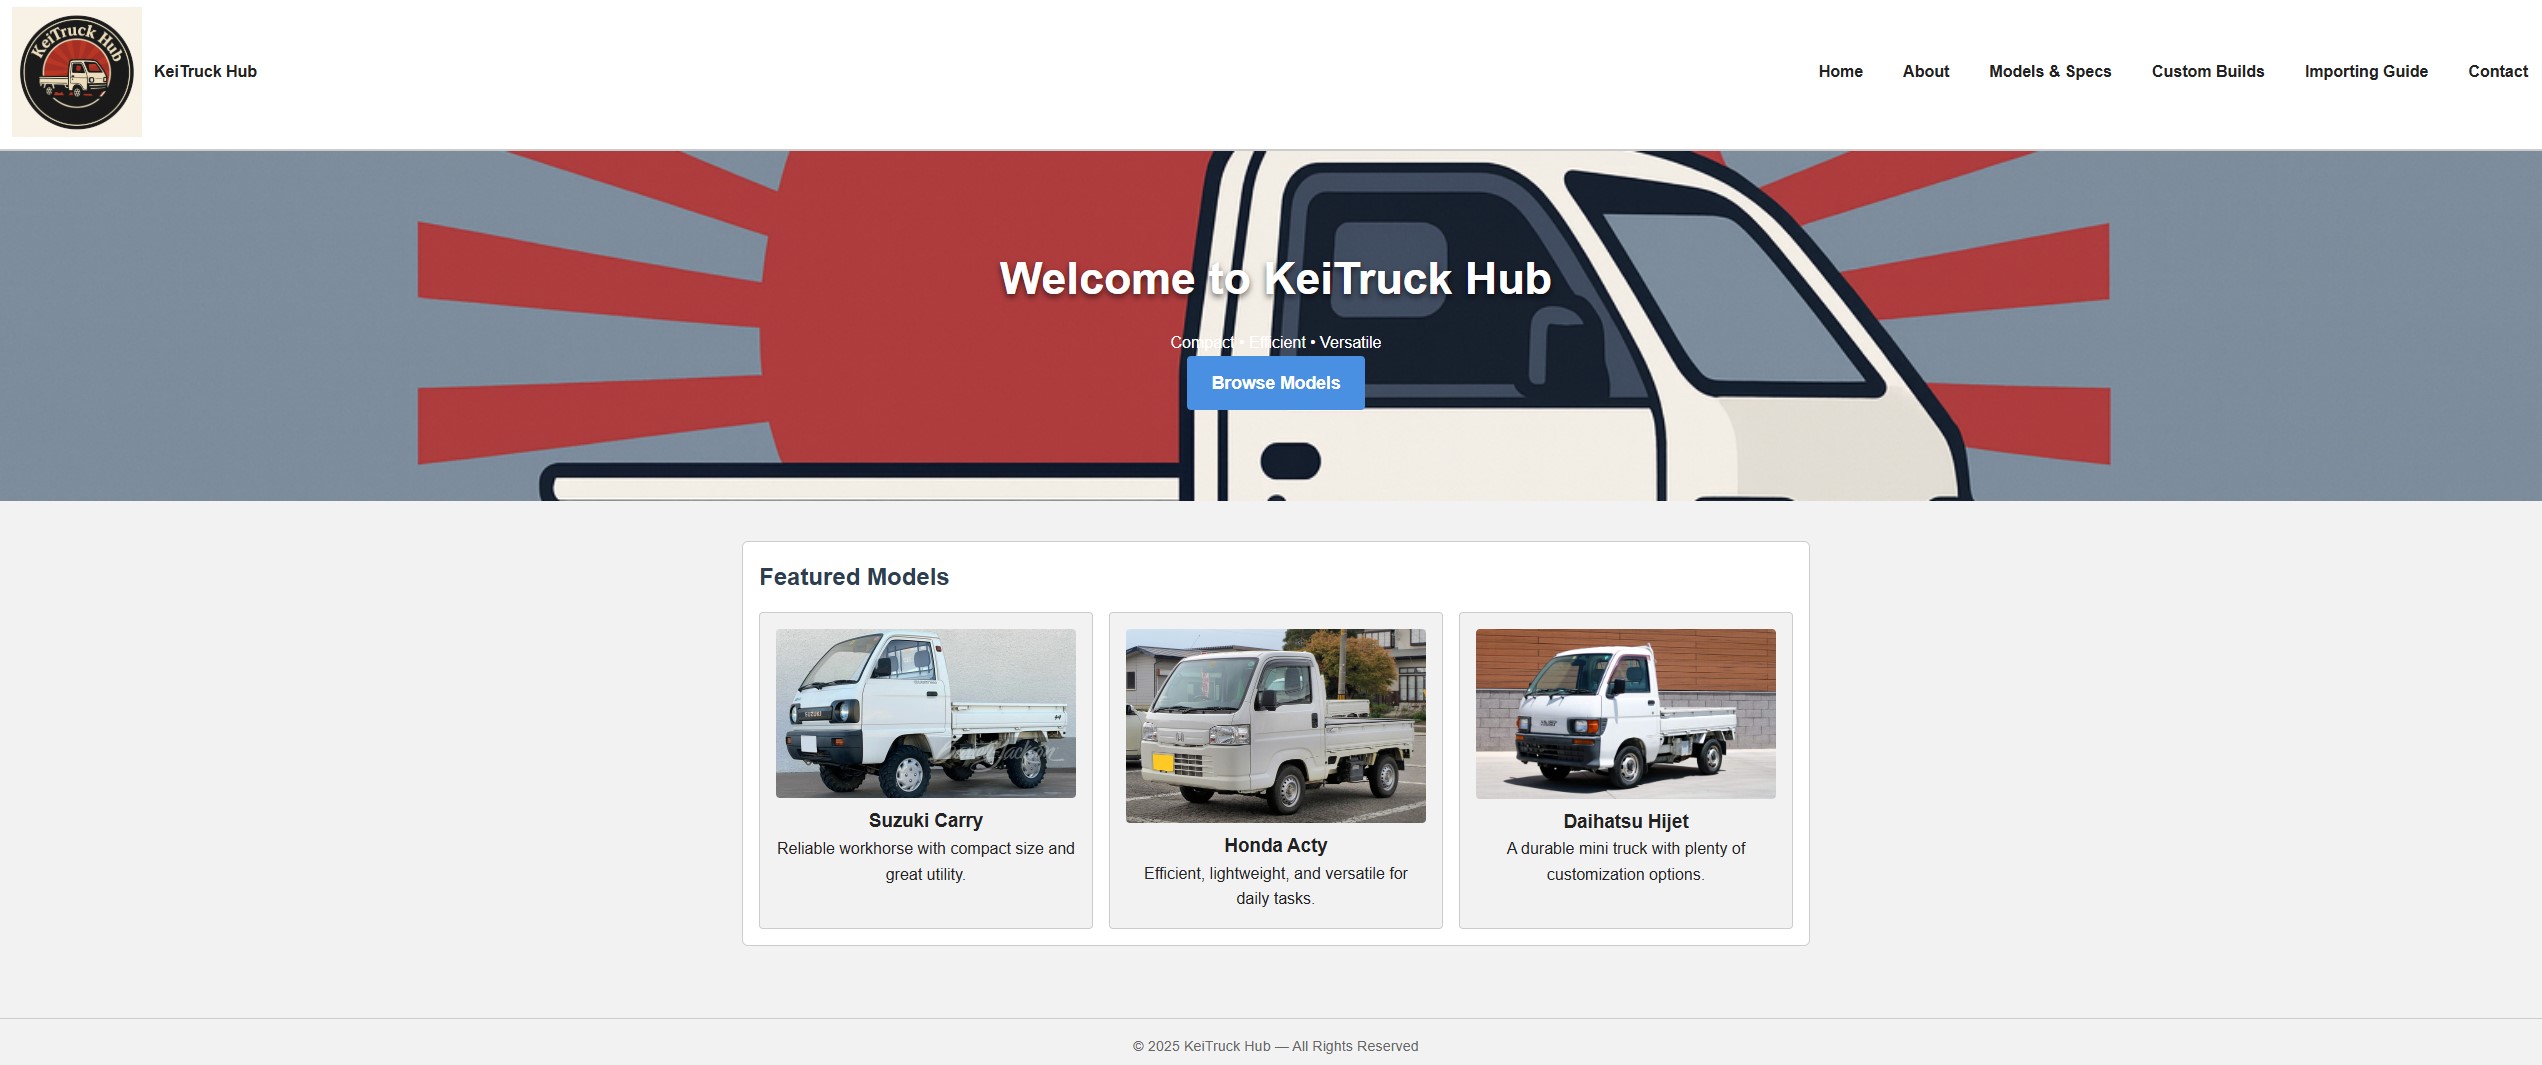 KeiTruck Hub
KeiTruck Hub
Home
About
Models & Specs
Custom Builds
Importing Guide
Contact
Welcome to KeiTruck Hub
Compact • Efficient • Versatile
Browse Models
Featured Models
SUZUKI
Barrett-Jackson
Suzuki Carry
Reliable workhorse with compact size and
great utility.
Honda Acty
Efficient, lightweight, and versatile for
daily tasks.
Daihatsu Hijet
A durable mini truck with plenty of
customization options.
© 2025 KeiTruck Hub — All Rights Reserved